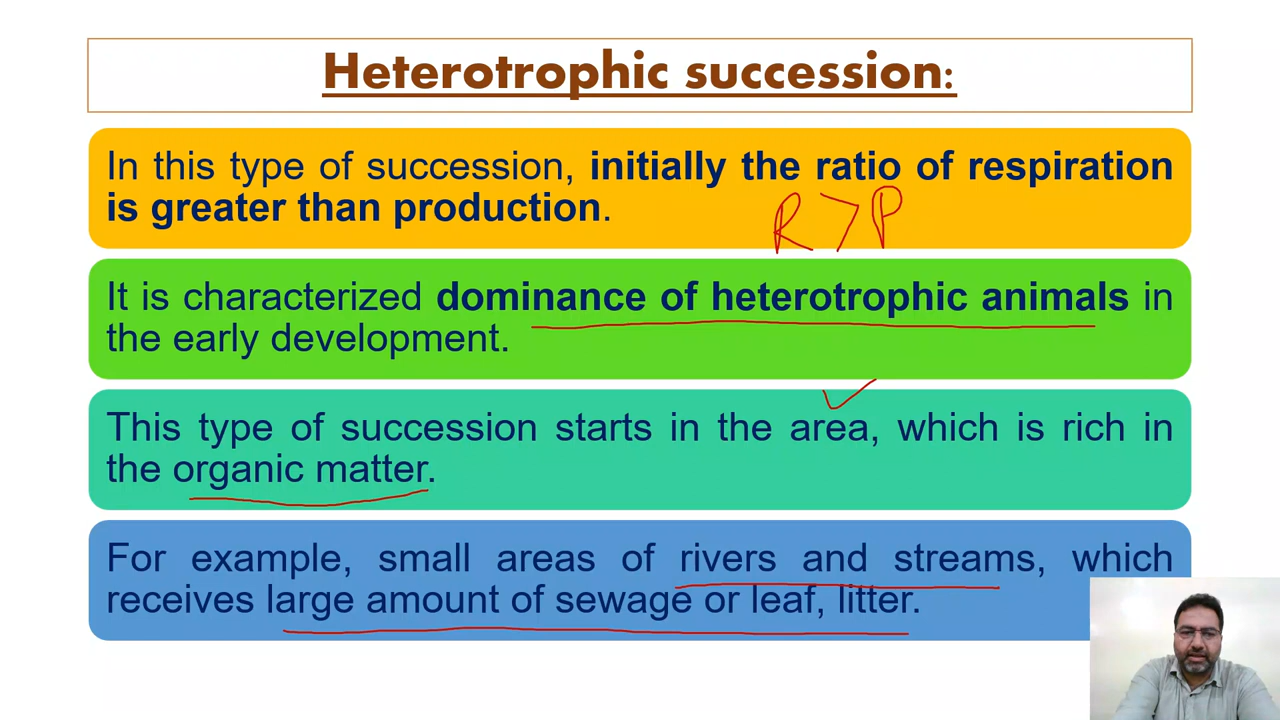 Heterotrophic succession:
In this type of succession, initially the ratio of respiration
is greater than production.
R > P
It is characterized dominance of heterotrophic animals in
the early development.
This type of succession starts in the area, which is rich in
the organic matter.
For example, small areas of rivers and streams, which
receives large amount of sewage or leaf, litter.